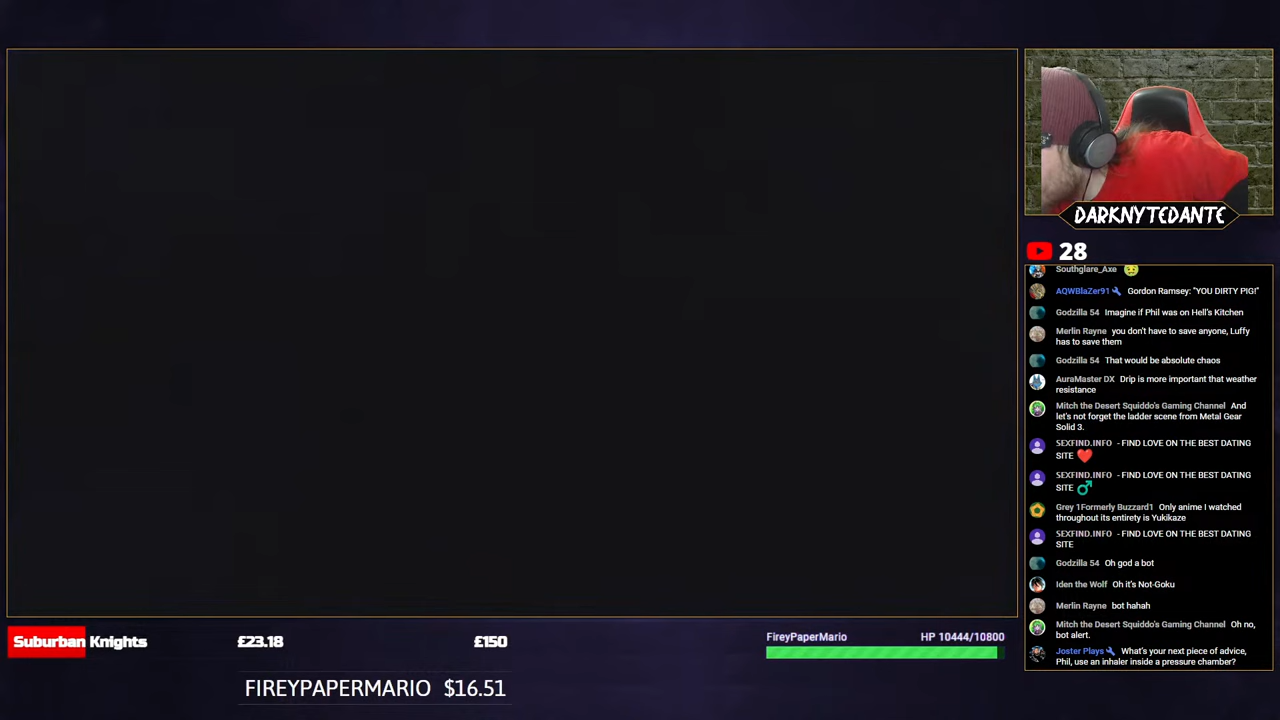 DARKNYTEDANTE
28
Southglare_Axe
AQWBlaZer91 Gordon Ramsey: "YOU DIRTY PIG!"
Godzilla 54 Imagine if Phil was on Hell's Kitchen
Merlin Rayne you don't have to save anyone, Luffy
has to save them
Godzilla 54 That would be absolute chaos
AuraMaster DX Drip is more important that weather
resistance
Mitch the Desert Squiddo's Gaming Channel And
let's not forget the ladder scene from Metal Gear
Solid 3.
SEXFIND.INFO - FIND LOVE ON THE BEST DATING
SITE ❤️
SEXFIND.INFO - FIND LOVE ON THE BEST DATING
SITE ♂
Grey 1Formerly Buzzard1 Only anime I watched
throughout its entirety is Yukikaze
SEXFIND.INFO - FIND LOVE ON THE BEST DATING
SITE
Godzilla 54 Oh god a bot
Iden the Wolf Oh it's Not-Goku
Merlin Rayne bot hahah
Mitch the Desert Squiddo's Gaming Channel Oh no,
bot alert.
Joster Plays What's your next piece of advice,
Phil, use an inhaler inside a pressure chamber?
Suburban Knights £23.18 £150
FireyPaperMario HP 10444/10800
FIREYPAPERMARIO $16.51